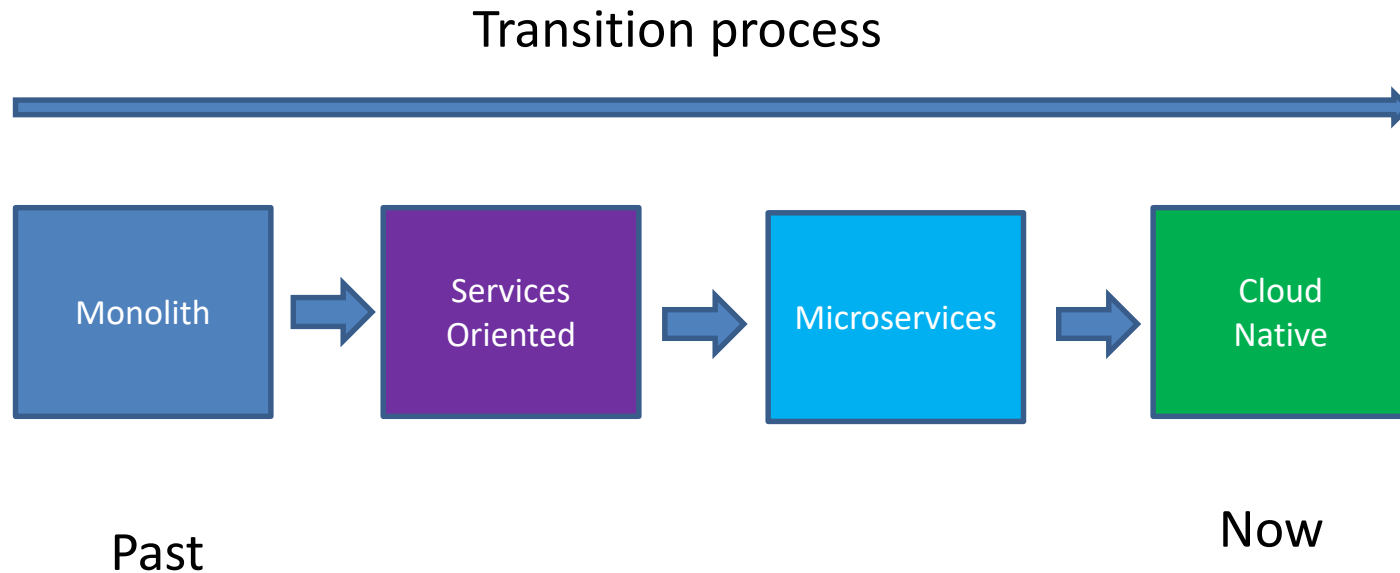 Transition process
Monolith
Services
Oriented
Microservices
Cloud
Native
Past
Now